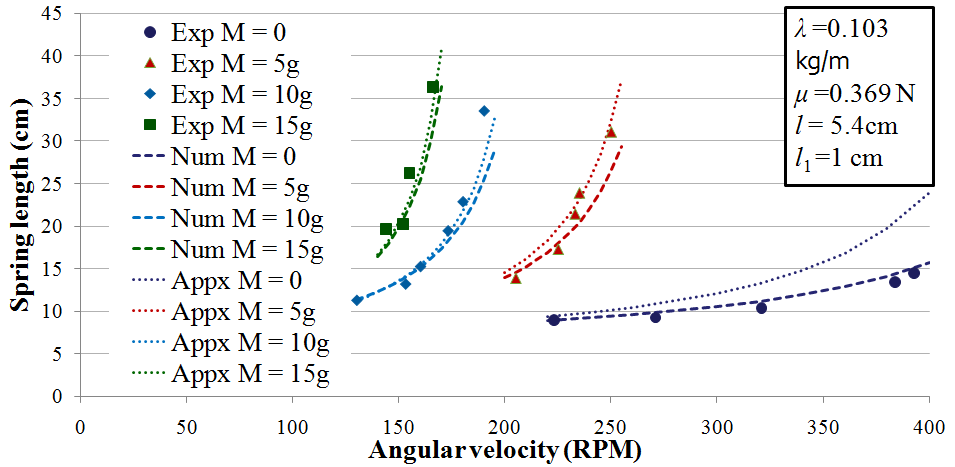 45
40
35
30
25
20
15
10
5
0
Spring length (cm)
Exp M = 0
Exp M = 5g
Exp M = 10g
Exp M = 15g
Num M = 0
Num M = 5g
Num M = 10g
Num M = 15g
Appx M = 0
Appx M = 5g
Appx M = 10g
Appx M = 15g
λ=0.103
kg/m
μ=0.369 N
l = 5.4cm
l₁=1 cm
0 50 100 150 200 250 300 350 400
Angular velocity (RPM)